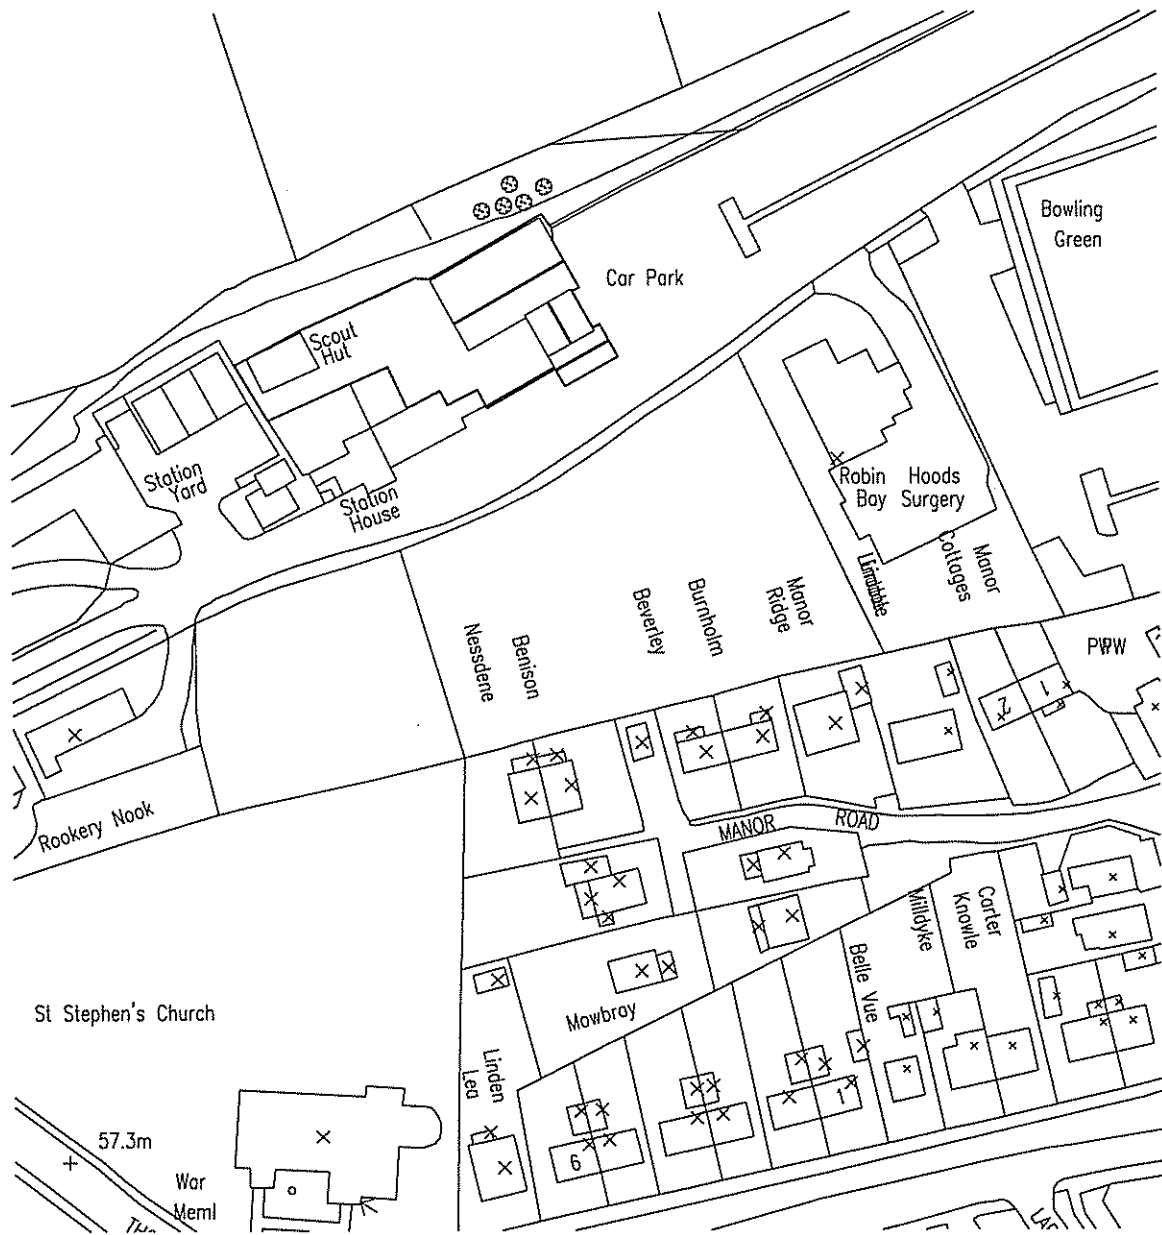 Bowling
Green
Car Park
Scout
Hut
Station
Yard
Station
House
Robin Hoods
Bay Surgery
Manor
Cottages
Manor
Ridge
Burnholm
Beverley
Benison
Nessdene
PWW
2
1
Rookery Nook
MANOR ROAD
Milldyke
Carter
Knowle
Belle Vue
Mowbray
St Stephen's Church
Linden
Lea
57.3m
War
Meml
6
1